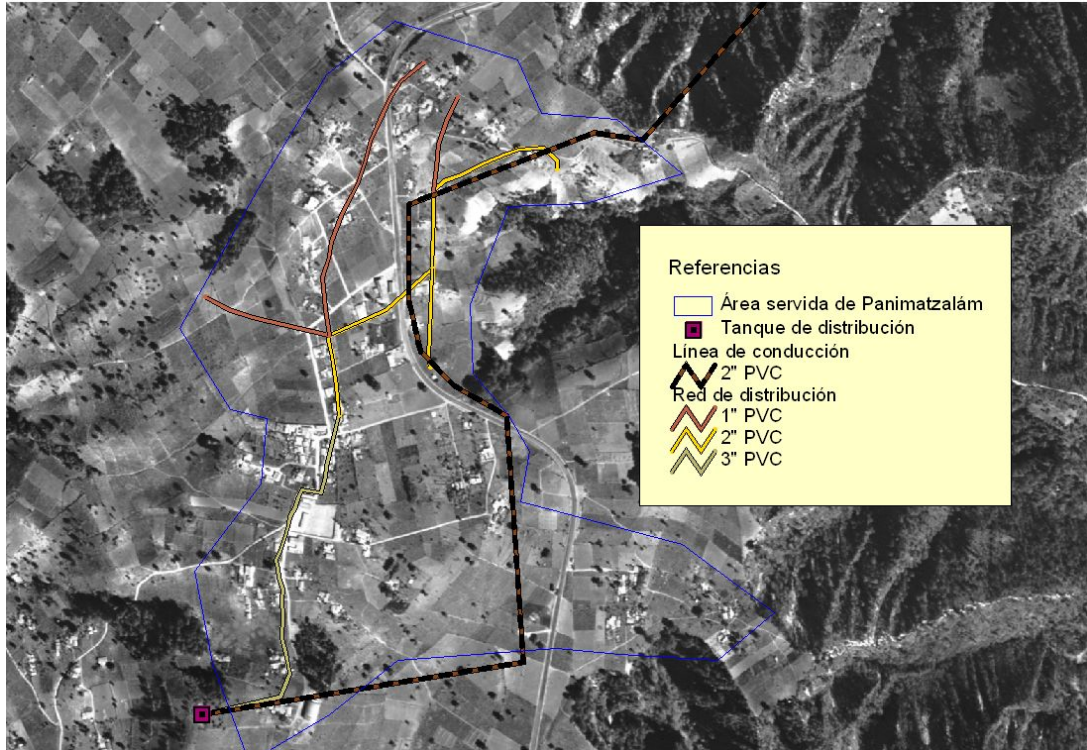 Referencias
Área servida de Panimatzalám
Tanque de distribución
Línea de conducción
2" PVC
Red de distribución
1" PVC
2" PVC
3" PVC